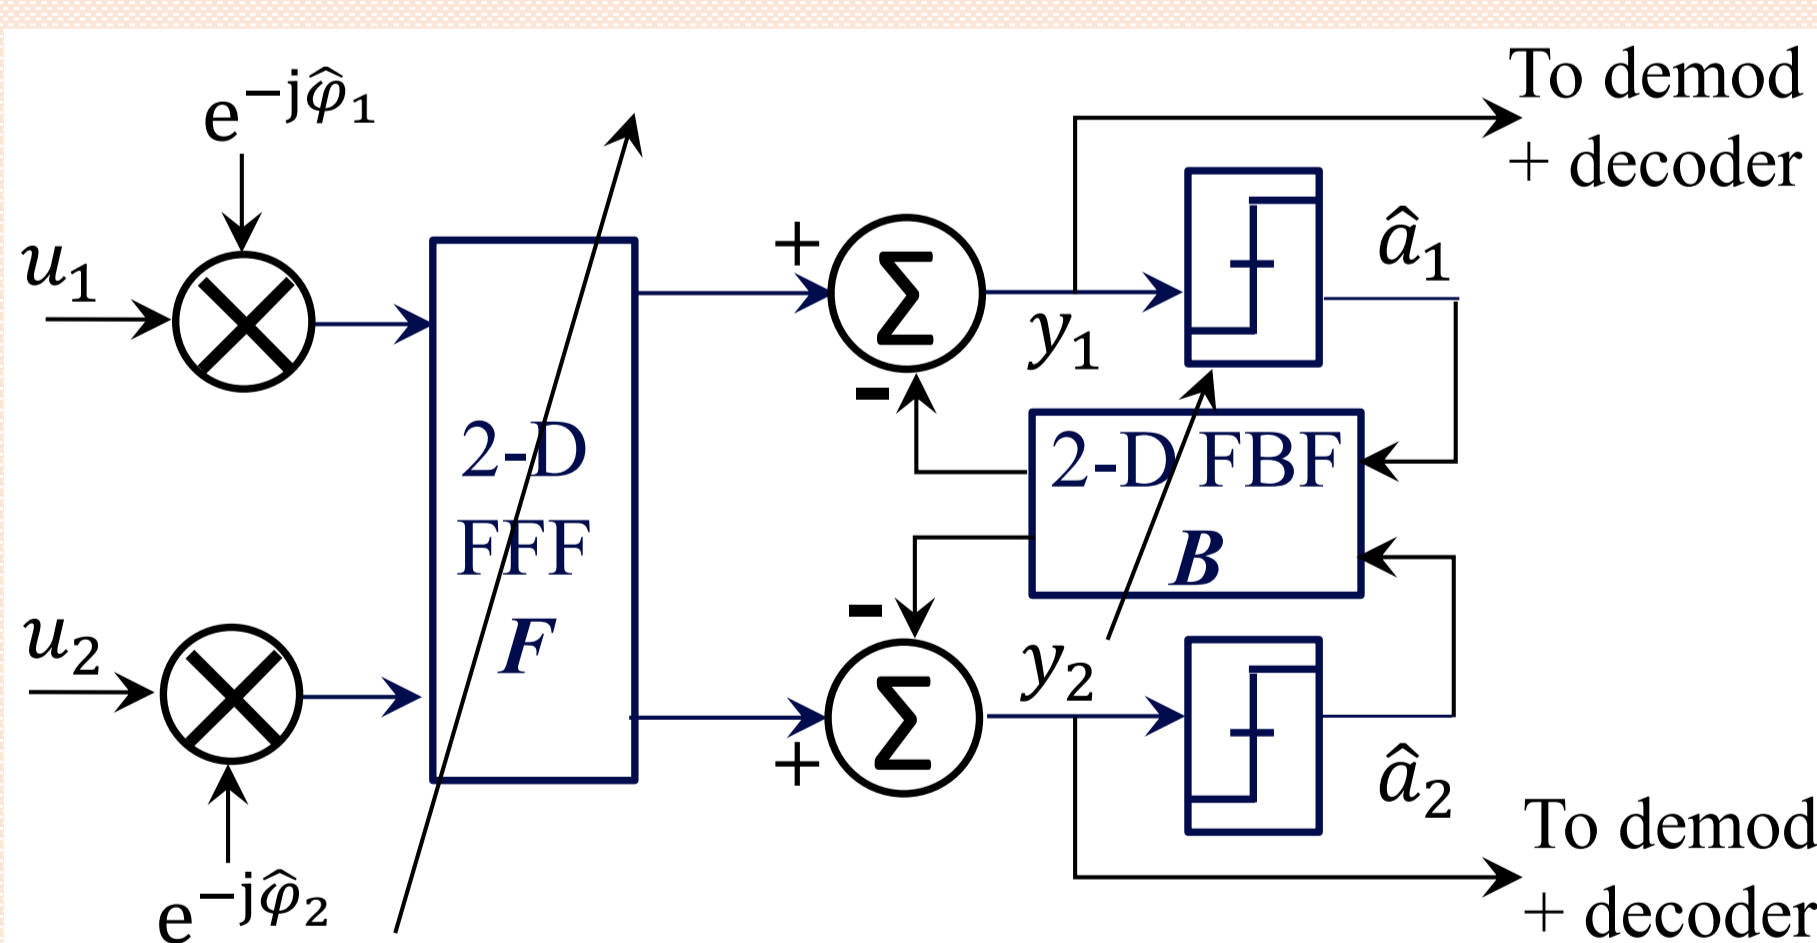 To demod
+ decoder
e^{-jφ̂₁}
u₁
+
Σ
y₁
â₁
-
2-D
FFF
F
2-D FBF
B
-
u₂
y₂
+
Σ
â₂
e^{-jφ̂₂}
To demod
+ decoder